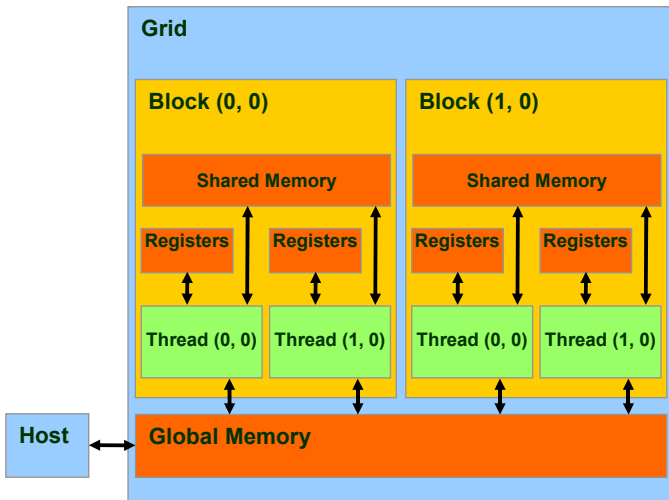 Grid
Block (0, 0)
Block (1, 0)
Shared Memory
Shared Memory
Registers
Registers
Registers
Registers
Thread (0, 0)
Thread (1, 0)
Thread (0, 0)
Thread (1, 0)
Host
Global Memory